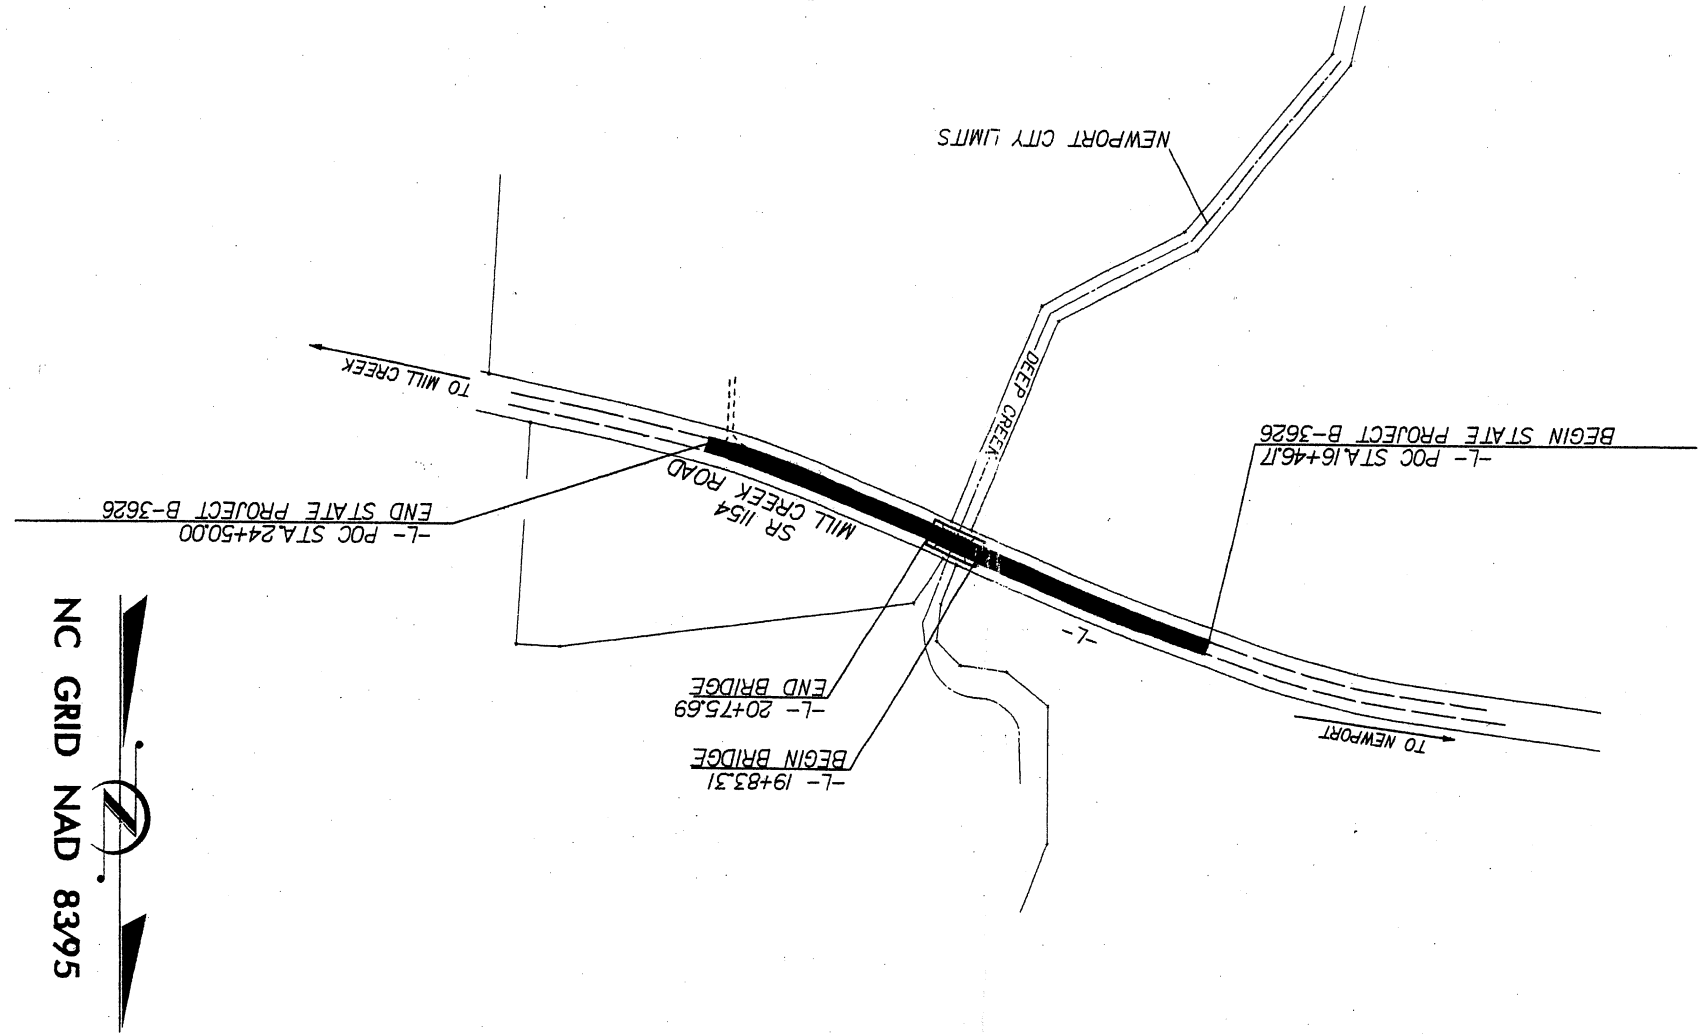 -L- POC STA.16+46.17
BEGIN STATE PROJECT B-3626
TO NEWPORT
-L- 19+83.31
BEGIN BRIDGE
-L- 20+75.69
END BRIDGE
-L-
-L- POC STA.24+50.00
END STATE PROJECT B-3626
SR 1154
MILL CREEK ROAD
DEEP CREEK
TO MILL CREEK
NEWPORT CITY LIMITS
NC GRID NAD 83/95
N